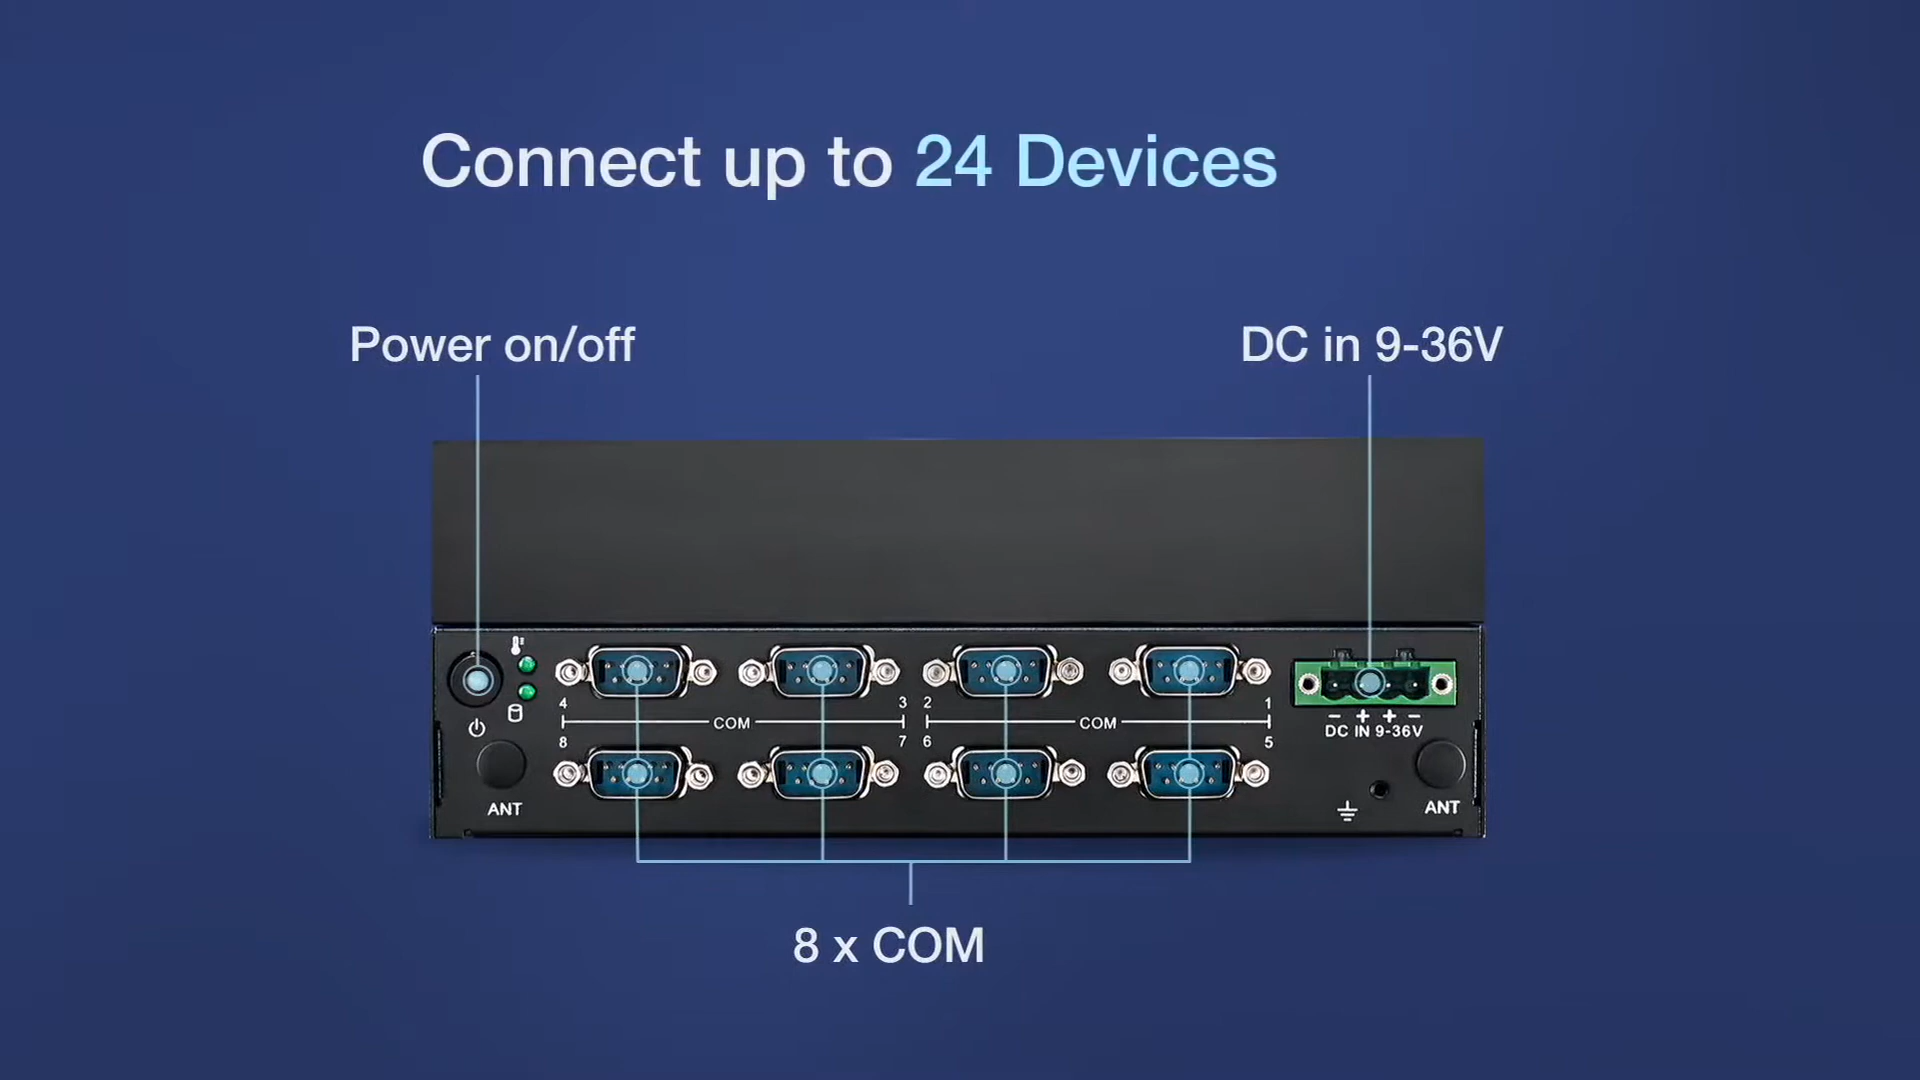 Connect up to 24 Devices
Power on/off
DC in 9-36V
4 COM 3
2 COM 1
8 7
6 5
- + + -
DC IN 9-36V
ANT
ANT
8 x COM